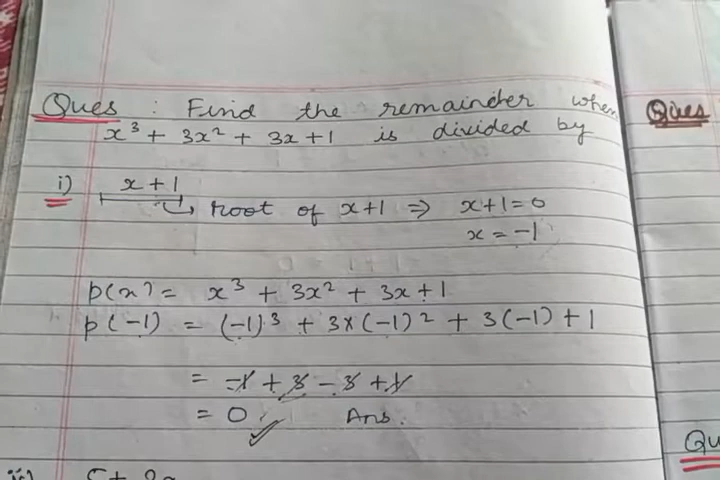 Ques : Find the remainder when
x³ + 3x² + 3x + 1 is divided by
i) x + 1
root of x+1 ⇒ x+1=0
x = -1
p(x) = x³ + 3x² + 3x + 1
p(-1) = (-1)³ + 3×(-1)² + 3(-1) + 1
= -1 + 3 - 3 + 1
= 0 Ans.
Ques